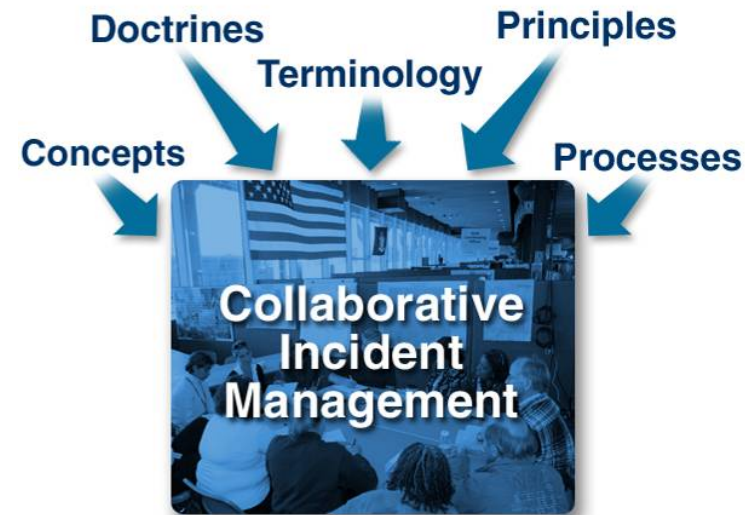 Doctrines
Principles
Terminology
Concepts
Processes
Collaborative
Incident
Management